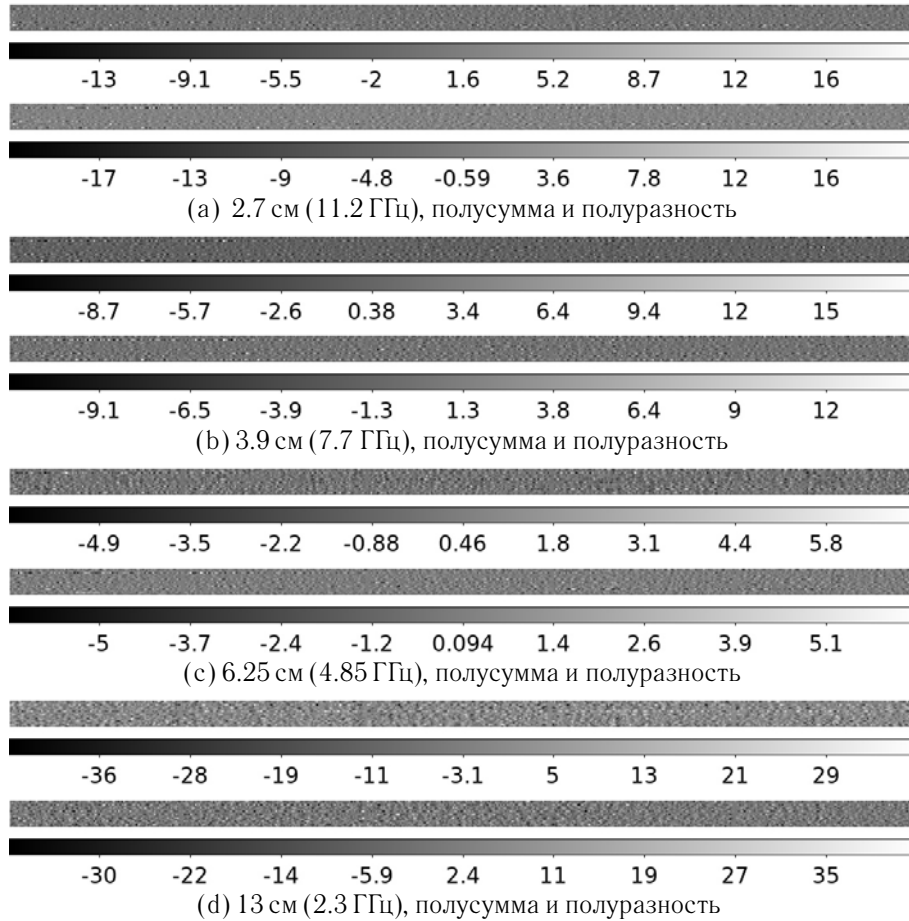 -13 -9.1 -5.5 -2 1.6 5.2 8.7 12 16
-17 -13 -9 -4.8 -0.59 3.6 7.8 12 16
(a) 2.7 см (11.2 ГГц), полусумма и полуразность
-8.7 -5.7 -2.6 0.38 3.4 6.4 9.4 12 15
-9.1 -6.5 -3.9 -1.3 1.3 3.8 6.4 9 12
(b) 3.9 см (7.7 ГГц), полусумма и полуразность
-4.9 -3.5 -2.2 -0.88 0.46 1.8 3.1 4.4 5.8
-5 -3.7 -2.4 -1.2 0.094 1.4 2.6 3.9 5.1
(c) 6.25 см (4.85 ГГц), полусумма и полуразность
-36 -28 -19 -11 -3.1 5 13 21 29
-30 -22 -14 -5.9 2.4 11 19 27 35
(d) 13 см (2.3 ГГц), полусумма и полуразность